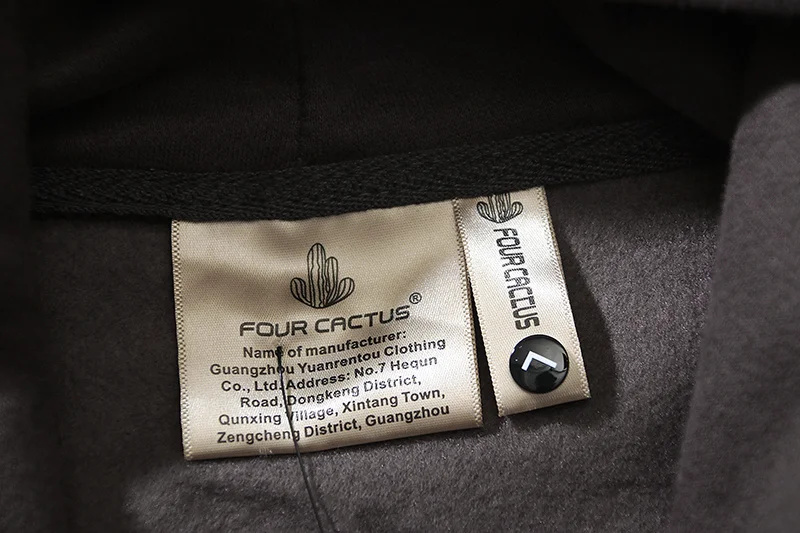 FOUR CACTUS®
Name of manufacturer:
Guangzhou Yuanrentou Clothing
Co., Ltd. Address: No.7 Hequn
Road, Dongkeng District,
Qunxing Village, Xintang Town,
Zengcheng District, Guangzhou
FOUR CACTUS
L